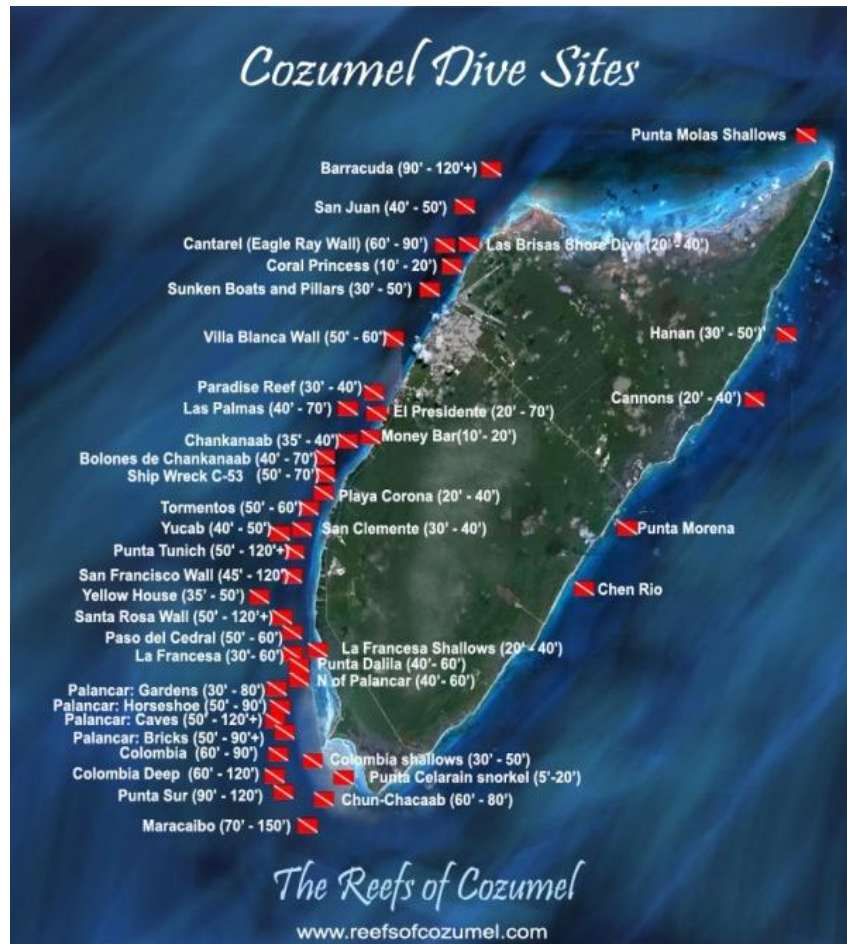 Cozumel Dive Sites
Punta Molas Shallows
Barracuda (90' - 120'+)
San Juan (40' - 50')
Cantarel (Eagle Ray Wall) (60' - 90')
Las Brisas Bhore Dive (20' - 40')
Coral Princess (10' - 20')
Sunken Boats and Pillars (30' - 50')
Villa Blanca Wall (50' - 60')
Hanan (30' - 50')'
Paradise Reef (30' - 40')
Cannons (20' - 40')
Las Palmas (40' - 70')
El Presidente (20' - 70')
Chankanaab (35' - 40')
Money Bar(10'- 20')
Bolones de Chankanaab (40' - 70')
Ship Wreck C-53 (50' - 70')
Playa Corona (20' - 40')
Tormentos (50' - 60')
Yucab (40' - 50')
San Clemente (30' - 40')
Punta Morena
Punta Tunich (50' - 120'+)
San Francisco Wall (45' - 120'
Chen Rio
Yellow House (35' - 50')
Santa Rosa Wall (50' - 120'+)
Paso del Cedral (50' - 60')
La Francesa Shallows (20' - 40')
La Francesa (30'- 60')
Punta Dalila (40'- 60')
N of Palancar (40'- 60')
Palancar: Gardens (30' - 80')
Palancar: Horseshoe (50' - 90')
Palancar: Caves (50' - 120'+)
Palancar: Bricks (50' - 90'+)
Colombia (60' - 90')
Colombia shallows (30' - 50')
Colombia Deep (60' - 120')
Punta Celarain snorkel (5'-20')
Punta Sur (90' - 120')
Chun-Chacaab (60' - 80')
Maracaibo (70' - 150')
The Reefs of Cozumel
www.reefsofcozumel.com